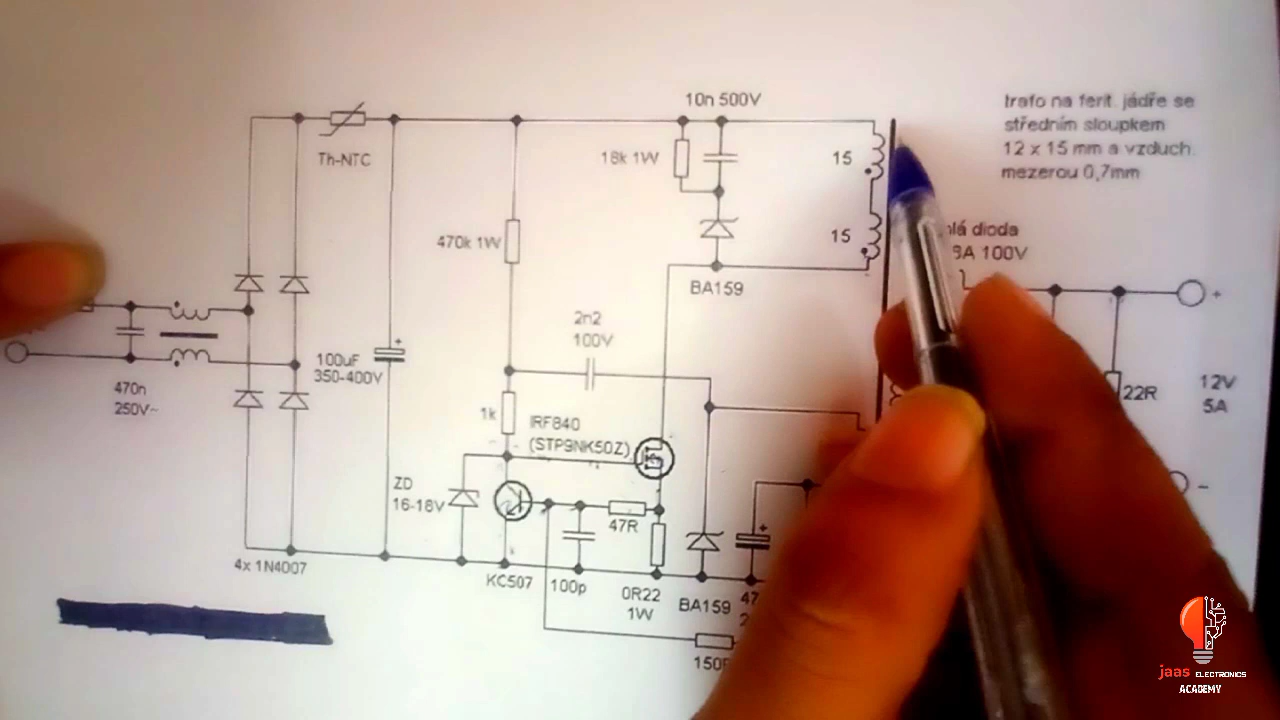 10n 500V
trafo na ferit. jádře se
středním sloupkem
12 x 15 mm a vzduch.
mezerou 0,7mm
Th-NTC
18k 1W
15
470k 1W
15
dioda
8A 100V
BA159
+
2n2
100V
100uF
350-400V
+
470n
250V~
22R
12V
5A
1k
IRF840
(STP9NK50Z)
ZD
16-18V
-
47R
+
4x 1N4007
KC507
100p
0R22
1W
BA159
jaas ELECTRONICS
ACADEMY